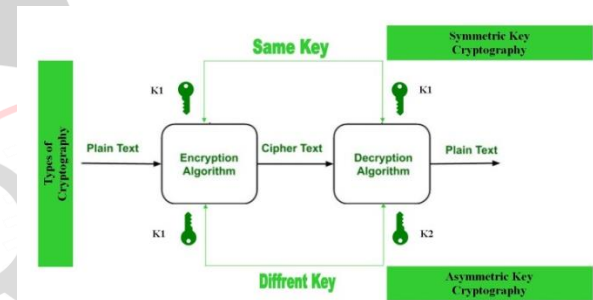 Same Key
Symmetric Key
Cryptography
K1
K1
Types of
Cryptography
Plain Text
Encryption
Algorithm
Cipher Text
Decryption
Algorithm
Plain Text
K1
K2
Diffrent Key
Asymmetric Key
Cryptography